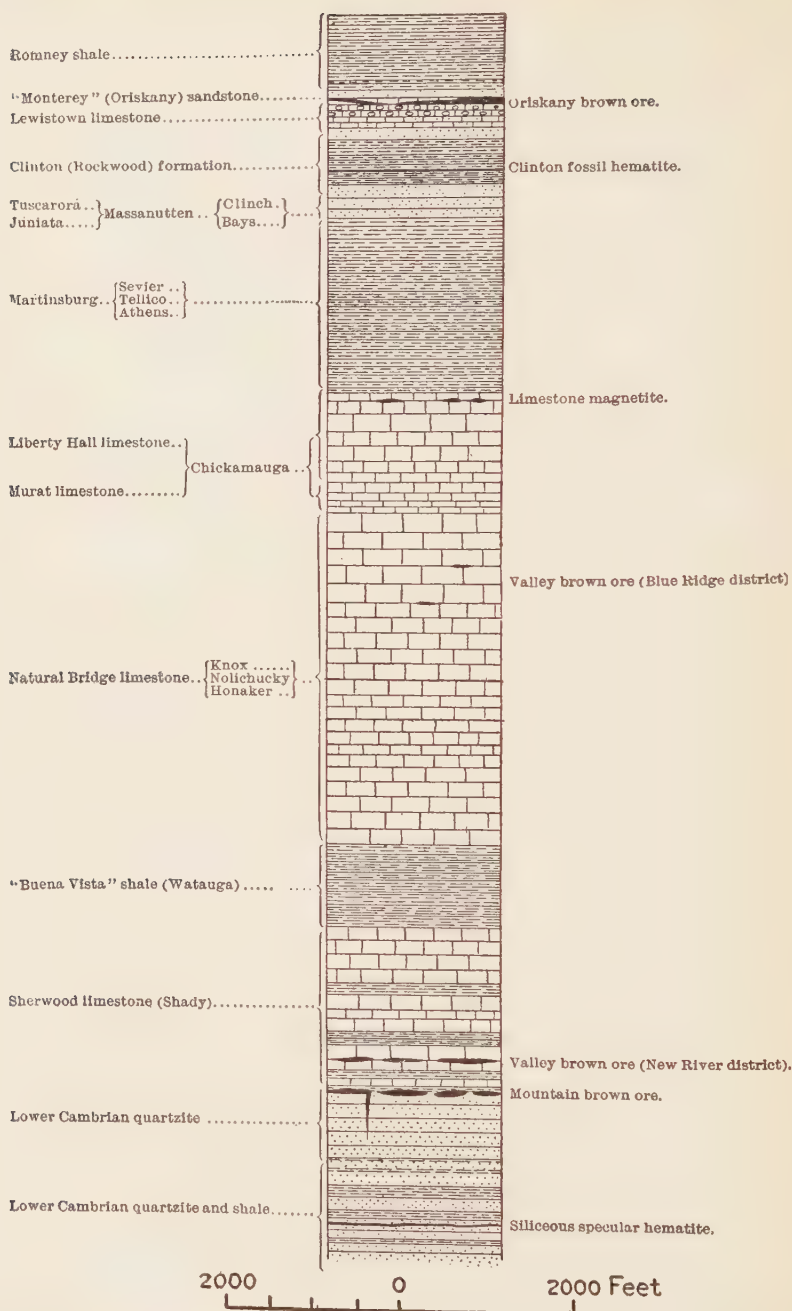 Romney shale
"Monterey" (Oriskany) sandstone
Oriskany brown ore.
Lewistown limestone
Clinton (Rockwood) formation
Clinton fossil hematite.
Tuscarora.. Massanutten.. Clinch.
Juniata..... Bays....
Martinsburg.. Sevier ..
Tellico..
Athens..
Limestone magnetite.
Liberty Hall limestone..
Chickamauga ..
Murat limestone
Valley brown ore (Blue Ridge district)
Natural Bridge limestone.. Knox ......
Nolichucky
Honaker ..
"Buena Vista" shale (Watauga)
Sherwood limestone (Shady)
Valley brown ore (New River district).
Mountain brown ore.
Lower Cambrian quartzite
Lower Cambrian quartzite and shale
Siliceous specular hematite.
2000 0 2000 Feet